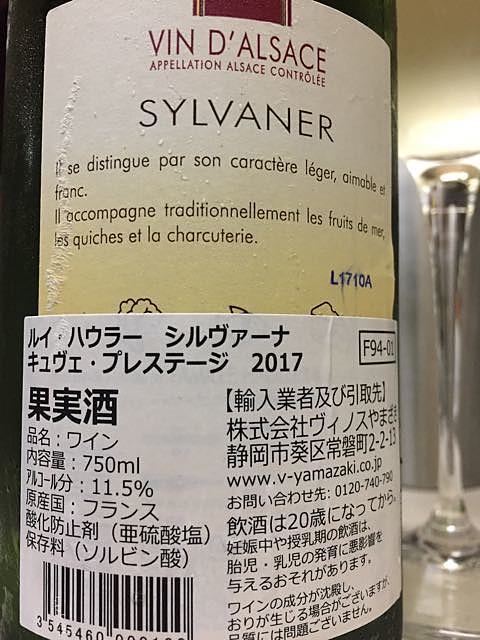 VIN D'ALSACE
APPELLATION ALSACE CONTRÔLÉE
SYLVANER
Il se distingue par son caractère léger, aimable et
franc.
Il accompagne traditionnellement les fruits de mer,
les quiches et la charcuterie.
L1710A
ルイ・ハウラー シルヴァーナ
キュヴェ・プレステージ 2017
F94-01
果実酒
品名：ワイン
内容量：750ml
アルコール分：11.5%
原産国：フランス
酸化防止剤（亜硫酸塩）
保存料（ソルビン酸）
【輸入業者及び引取先】
株式会社ヴィノスやまざき
静岡市葵区常磐町2-2-13
www.v-yamazaki.co.jp
お問い合わせ先：0120-740-790
飲酒は20歳になってから。
妊娠中や授乳期の飲酒は、
胎児・乳児の発育に悪影響を
与えるおそれがあります。
ワインの成分が沈殿し、
おりが生じる場合がございますが、
品質には問題ございません。
3 545460